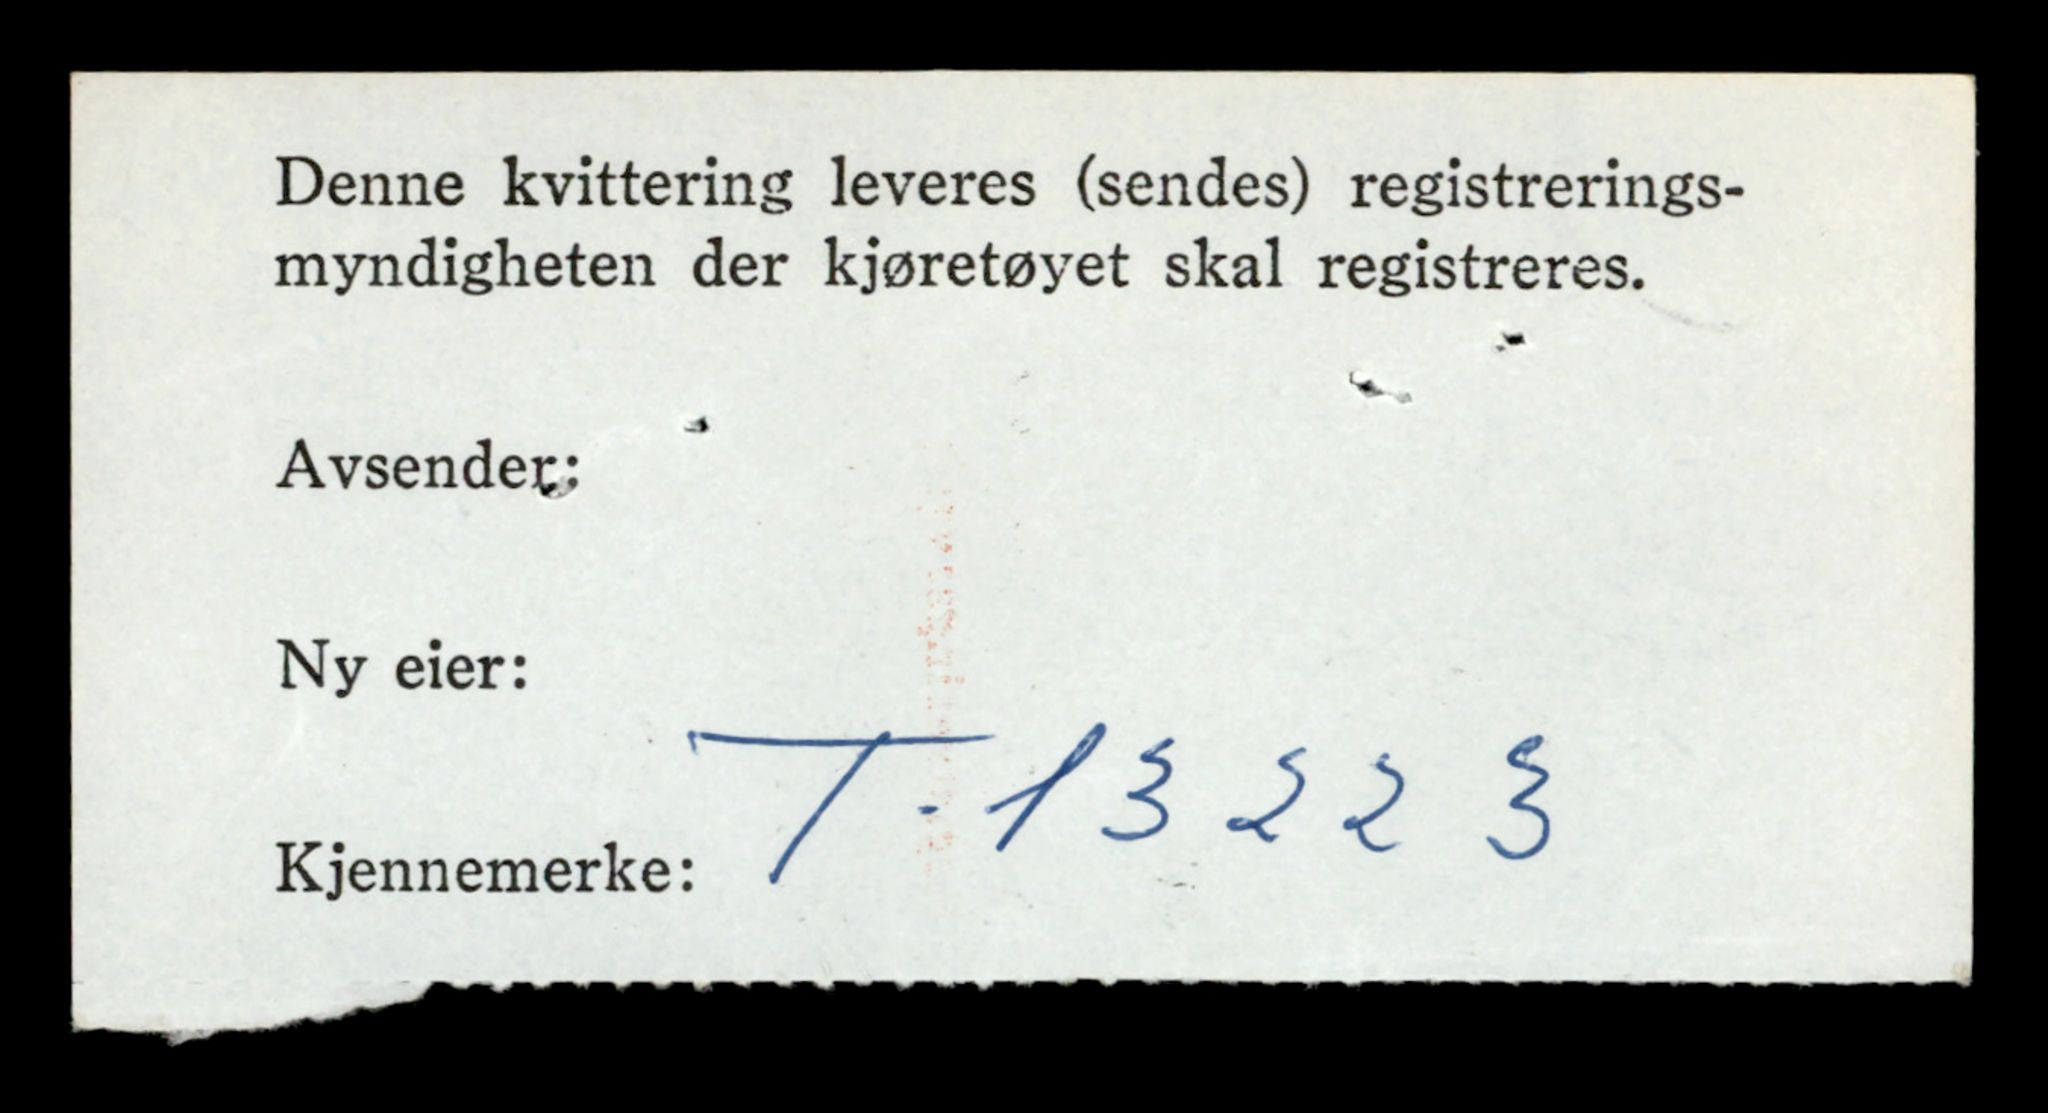 Denne kvittering leveres (sendes) registrerings-
myndigheten der kjøretøyet skal registreres.
Avsender:
Ny eier:
Kjennemerke: T-13223